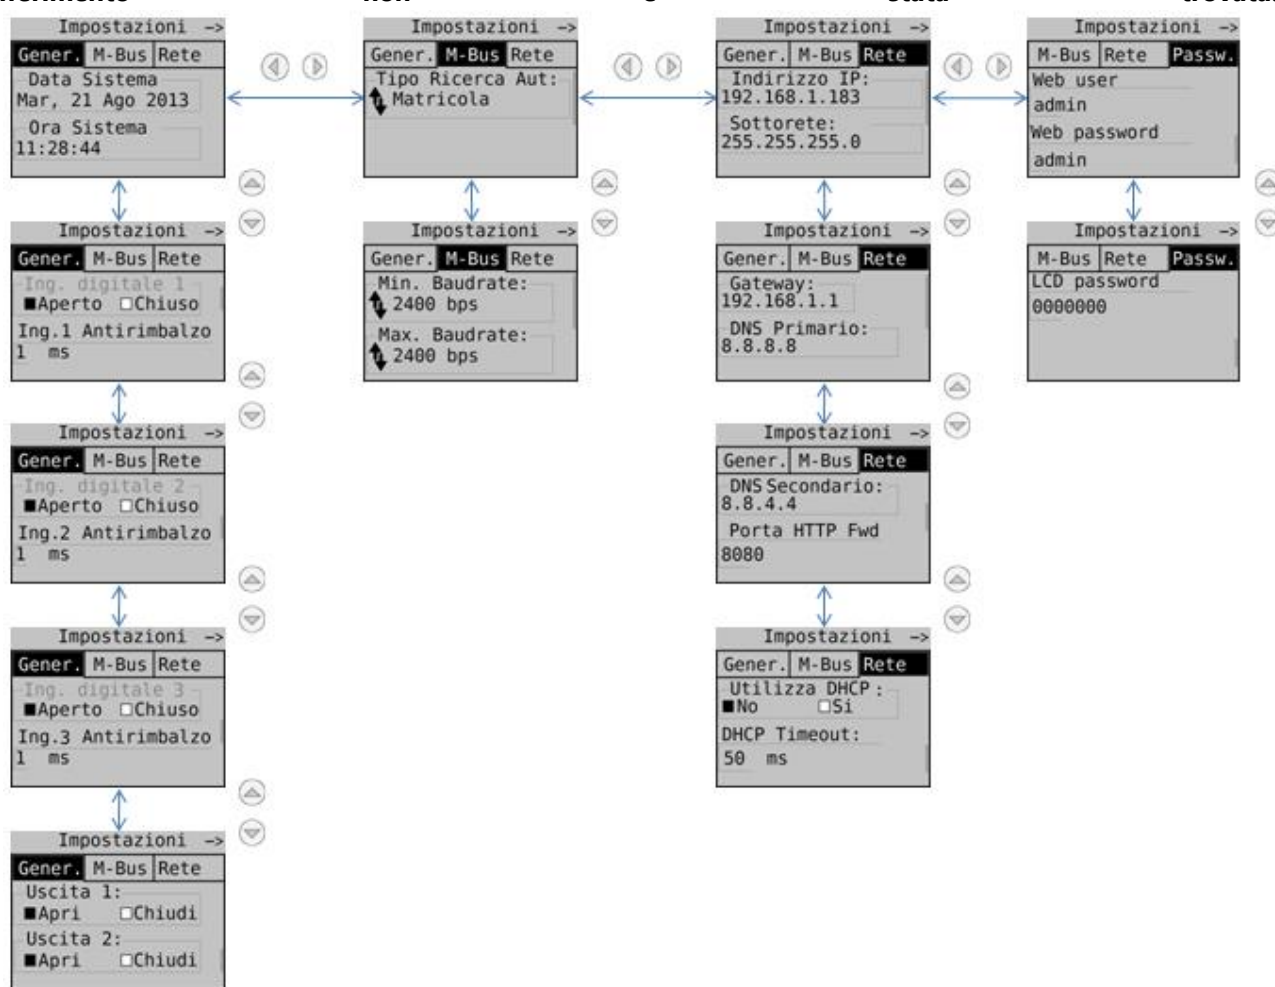 non stata trovata.
Impostazioni ->
Gener. M-Bus Rete
Data Sistema
Mar, 21 Ago 2013
Ora Sistema
11:28:44
Impostazioni ->
Gener. M-Bus Rete
Tipo Ricerca Aut:
Matricola
Impostazioni ->
Gener. M-Bus Rete
Indirizzo IP:
192.168.1.183
Sottorete:
255.255.255.0
Impostazioni ->
M-Bus Rete Passw.
Web user
admin
Web password
admin
Impostazioni ->
Gener. M-Bus Rete
Ing. digitale 1
■Aperto □Chiuso
Ing.1 Antirimbalzo
1 ms
Impostazioni ->
Gener. M-Bus Rete
Min. Baudrate:
2400 bps
Max. Baudrate:
2400 bps
Impostazioni ->
Gener. M-Bus Rete
Gateway:
192.168.1.1
DNS Primario:
8.8.8.8
Impostazioni ->
M-Bus Rete Passw.
LCD password
0000000
Impostazioni ->
Gener. M-Bus Rete
Ing. digitale 2
■Aperto □Chiuso
Ing.2 Antirimbalzo
1 ms
Impostazioni ->
Gener. M-Bus Rete
DNS Secondario:
8.8.4.4
Porta HTTP Fwd
8080
Impostazioni ->
Gener. M-Bus Rete
Ing. digitale 3
■Aperto □Chiuso
Ing.3 Antirimbalzo
1 ms
Impostazioni ->
Gener. M-Bus Rete
Utilizza DHCP :
■No □Si
DHCP Timeout:
50 ms
Impostazioni ->
Gener. M-Bus Rete
Uscita 1:
■Apri □Chiudi
Uscita 2:
■Apri □Chiudi